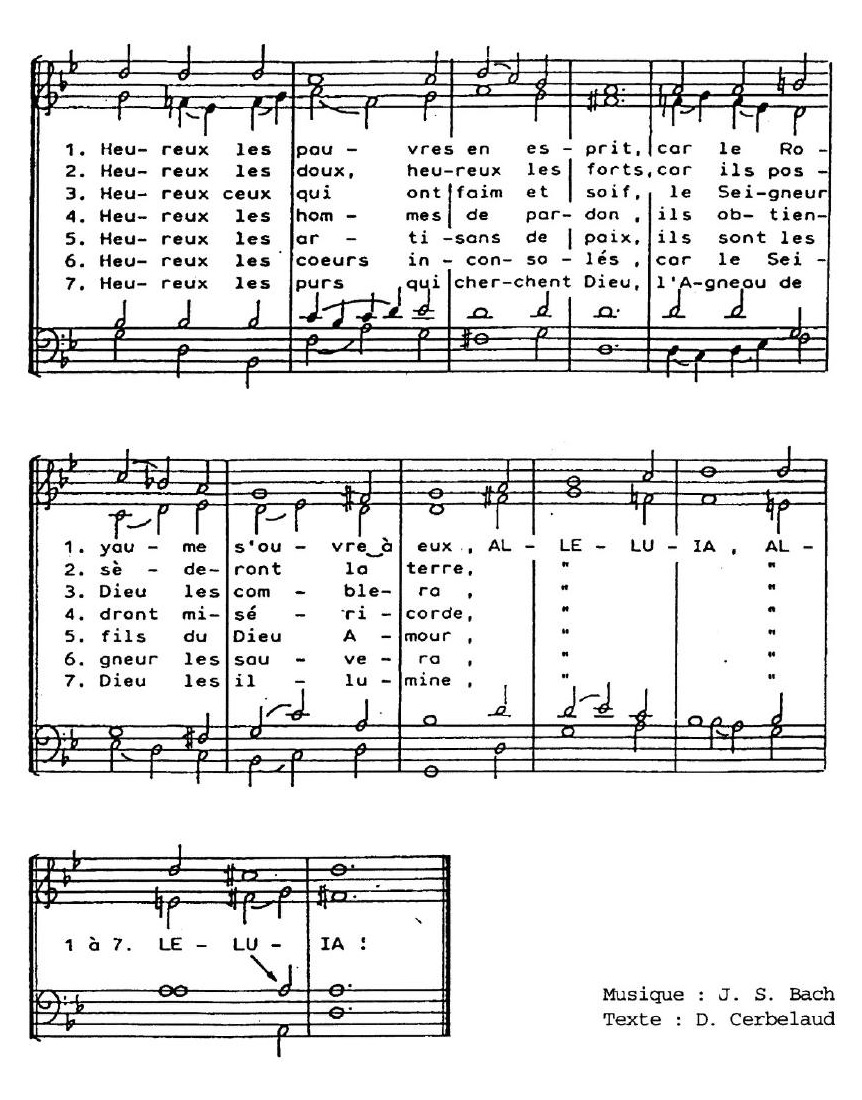 1. Heu- reux les pau - vres en es - prit, car le Ro -
2. Heu- reux les doux, heu-reux les forts, car ils pos -
3. Heu- reux ceux qui ont faim et soif, le Sei-gneur
4. Heu- reux les hom - mes de par- don , ils ob- tien-
5. Heu- reux les ar - ti -sans de paix, ils sont les
6. Heu- reux les coeurs in - con- so - lés , car le Sei -
7. Heu- reux les purs qui cher-chent Dieu, l'A-gneau de
1. yau - me s'ou - vre à eux , AL - LE - LU - IA , AL -
2. sè - de- ront la terre, " "
3. Dieu les com - ble- ra , " "
4. dront mi- sé - ri - corde, " "
5. fils du Dieu A - mour , " "
6. gneur les sau - ve - ra , " "
7. Dieu les il - lu - mine , " "
1 à 7. LE - LU - IA !
Musique : J. S. Bach
Texte : D. Cerbelaud